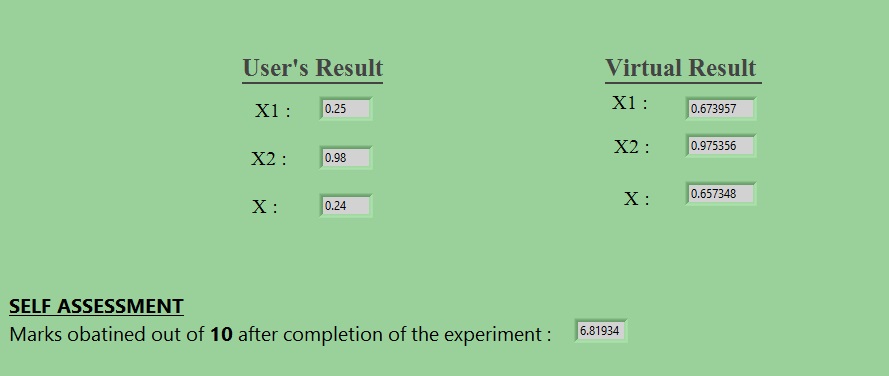 User's Result
X1 : 0.25
X2 : 0.98
X : 0.24
Virtual Result
X1 : 0.673957
X2 : 0.975356
X : 0.657348
SELF ASSESSMENT
Marks obatined out of 10 after completion of the experiment : 6.81934